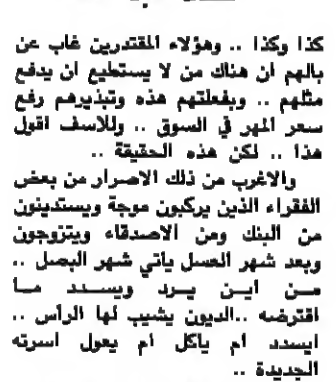 كذا وكذا .. وهؤلاء المقتدرين غاب عن
بالهم ان هناك من لا يستطيع ان يدفع
مثلهم .. وبفعلتهم هذه وتبذيرهم رفع
سعر المهر في السوق .. وللاسف اقول
هذا .. لكن هذه الحقيقة ..
والاغرب من ذلك الاصرار من بعض
الفقراء الذين يركبون موجة ويستدينون
من البنك ومن الاصدقاء ويتزوجون
وبعد شهر العسل ياتي شهر البصل ..
من اين يرد ويسدد ما
اقترضه ..الديون يشيب لها الرأس ..
ايسدد ام ياكل ام يعول اسرته
الجديدة ..